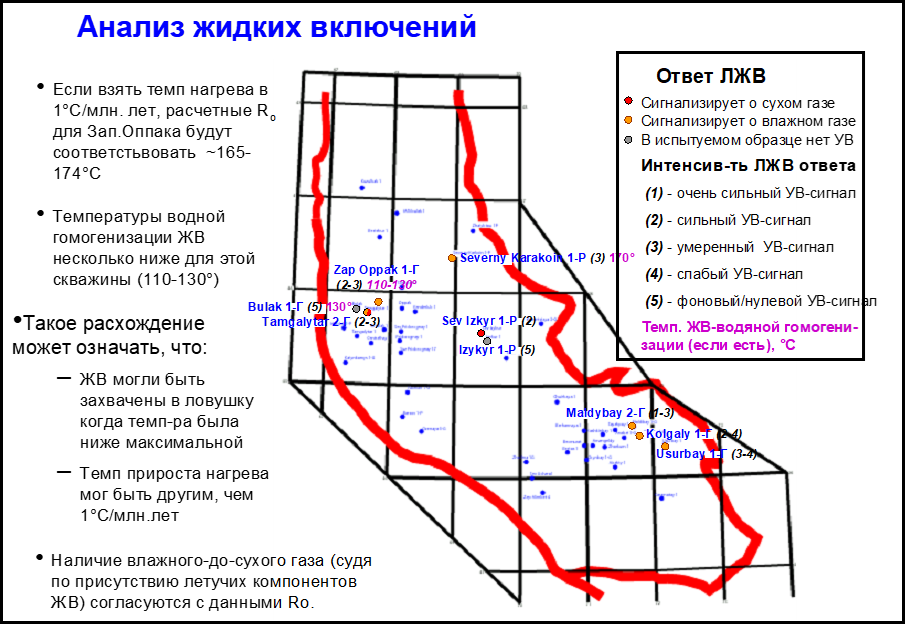 Анализ жидких включений
• Если взять темп нагрева в
1°С/млн. лет, расчетные Ro
для Зап.Оппака будут
соответстьвовать ~165-
174°С
• Температуры водной
гомогенизации ЖВ
несколько ниже для этой
скважины (110-130°)
• Такое расхождение
может означать, что:
– ЖВ могли быть
захвачены в ловушку
когда темп-ра была
ниже максимальной
– Темп прироста нагрева
мог быть другим, чем
1°С/млн.лет
• Наличие влажного-до-сухого газа (судя
по присутствию летучих компонентов
ЖВ) согласуются с данными Ro.
Ответ ЛЖВ
Сигнализирует о сухом газе
Сигнализирует о влажном газе
В испытуемом образце нет УВ
Интенсив-ть ЛЖВ ответа
(1) - очень сильный УВ-сигнал
(2) - сильный УВ-сигнал
(3) - умеренный УВ-сигнал
(4) - слабый УВ-сигнал
(5) - фоновый/нулевой УВ-сигнал
Темп. ЖВ-водяной гомогени-
зации (если есть), °С
Severny Karakoin 1-Р (3) 170°
Zap Oppak 1-Г
(2-3) 110-130°
Bulak 1-Г (5) 130°
Tamgalytar 2-Г (2-3)
Sev Izkyr 1-Р (2)
Izykyr 1-Р (5)
Maldybay 2-Г (1-3)
Kolgaly 1-Г (2-4)
Usurbay 1-Г (3-4)